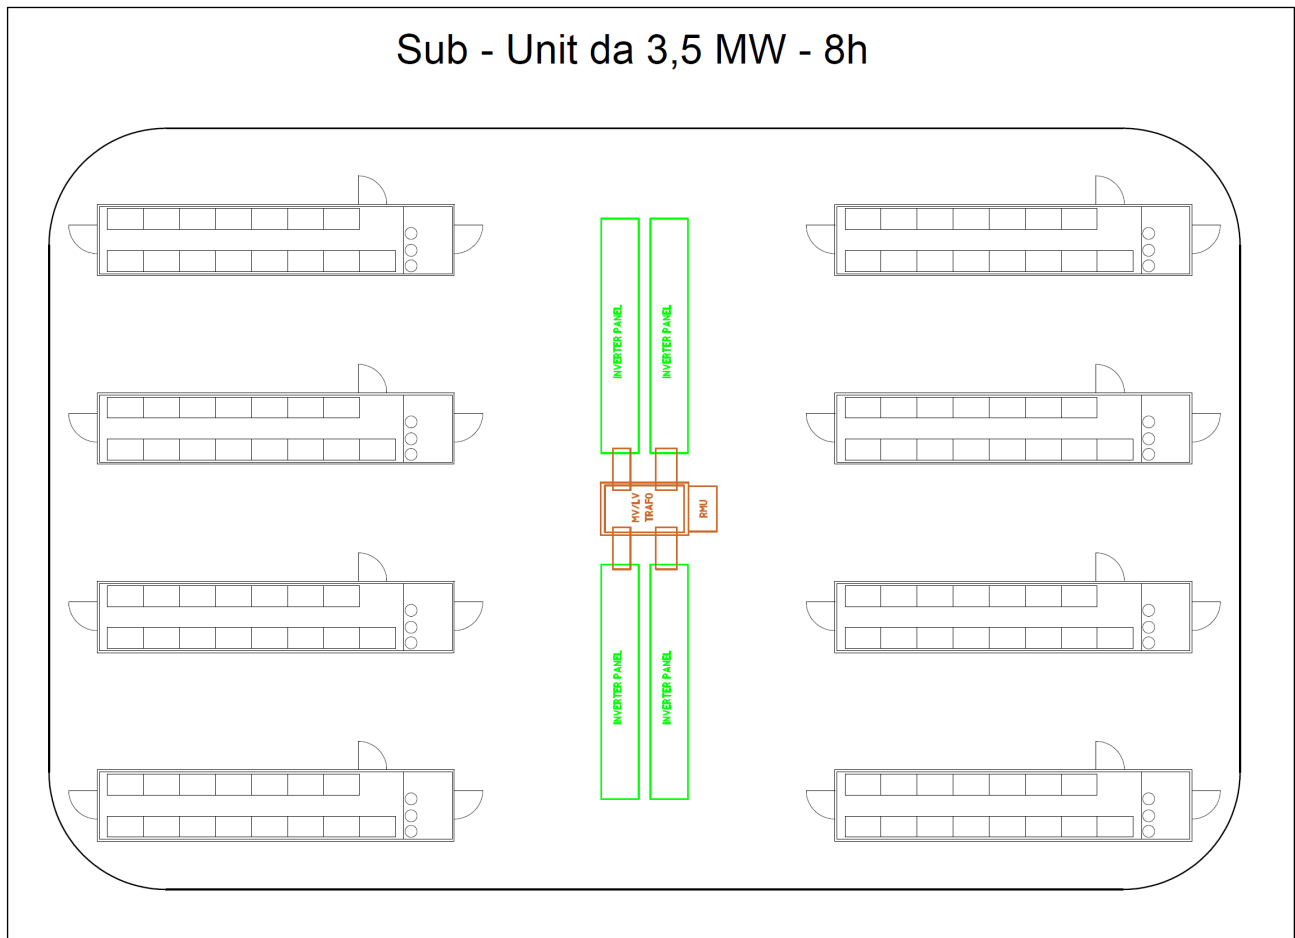 Sub - Unit da 3,5 MW - 8h
INVERTER PANEL
INVERTER PANEL
MV/LV
TRAFO
RMU
INVERTER PANEL
INVERTER PANEL